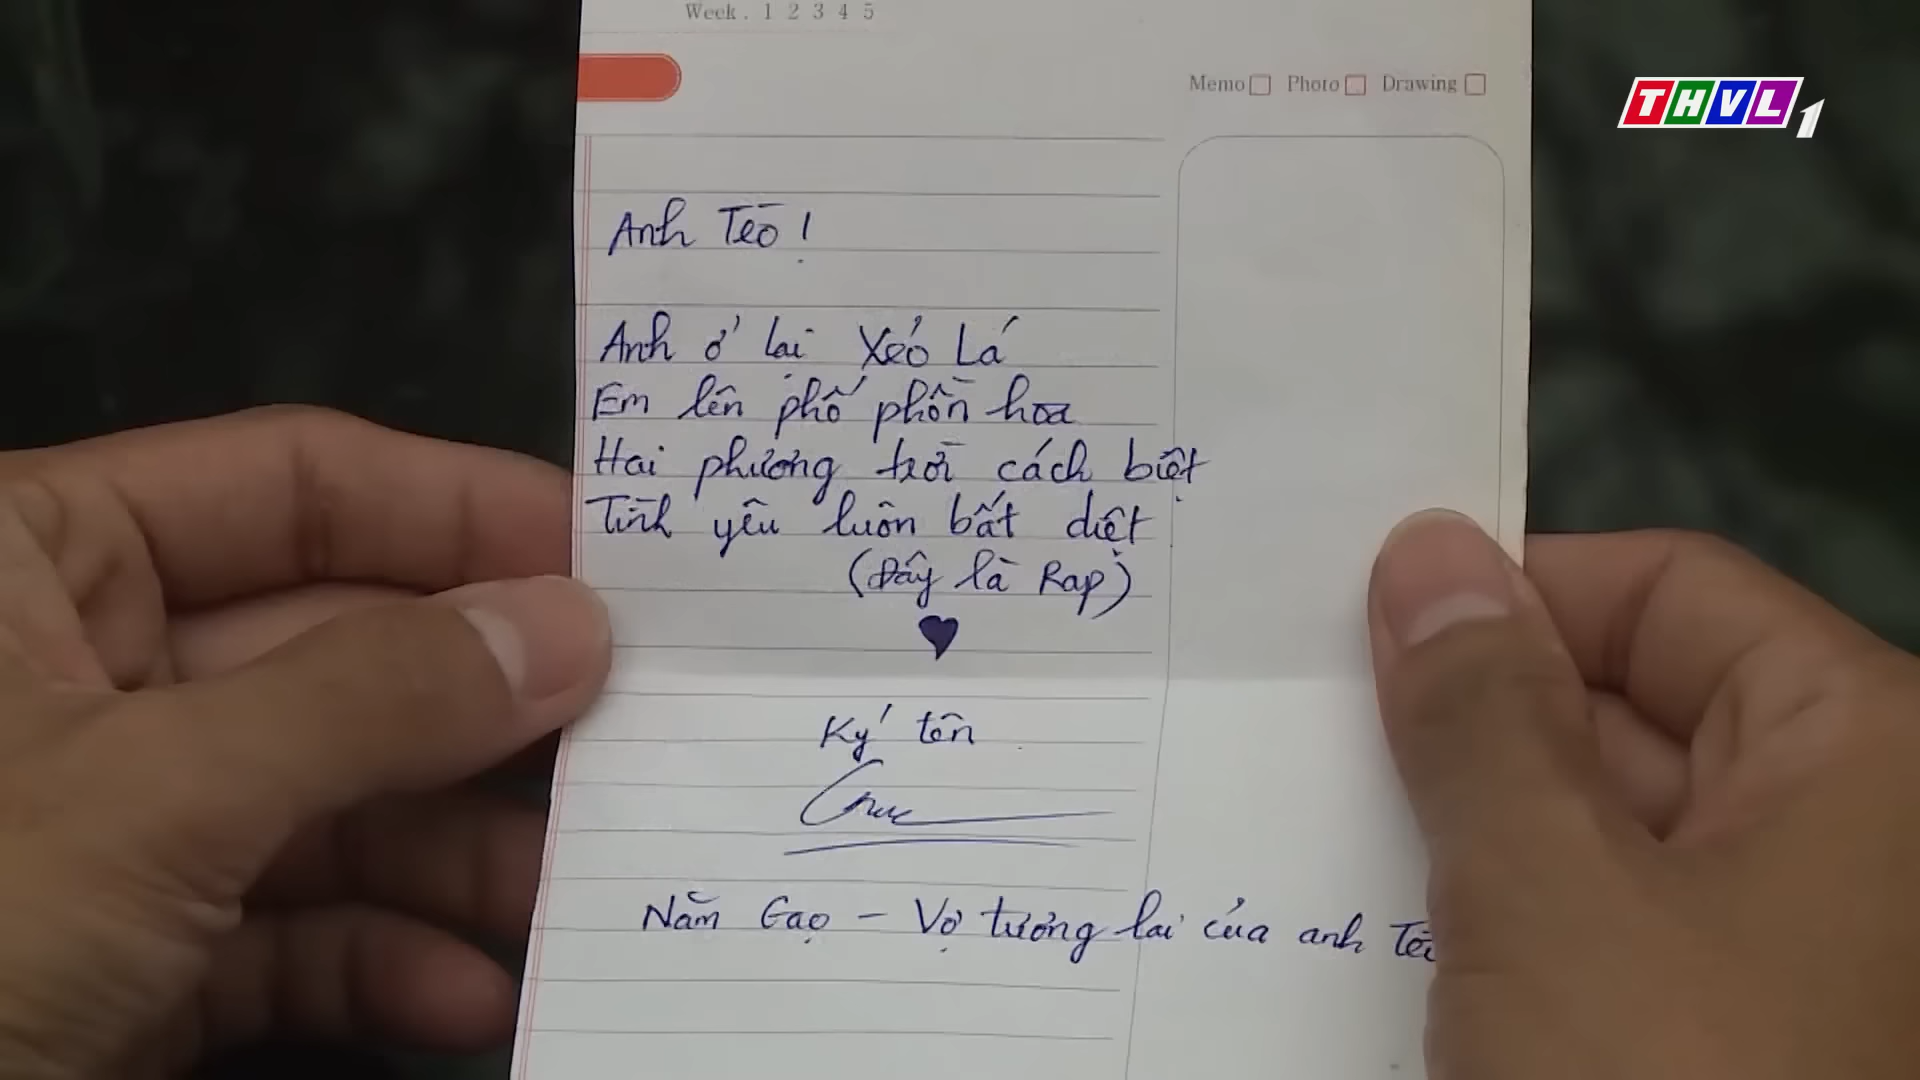 Week. 1 2 3 4 5
Memo Photo Drawing
THVL 1
Anh Tèo!
Anh ở lại Xẻo Lá
Em lên phố phồn hoa
Hai phương trời cách biệt
Tình yêu luôn bất diệt
(Đây là Rap)
Ký tên
Năm Gạo - Vợ tương lai của anh